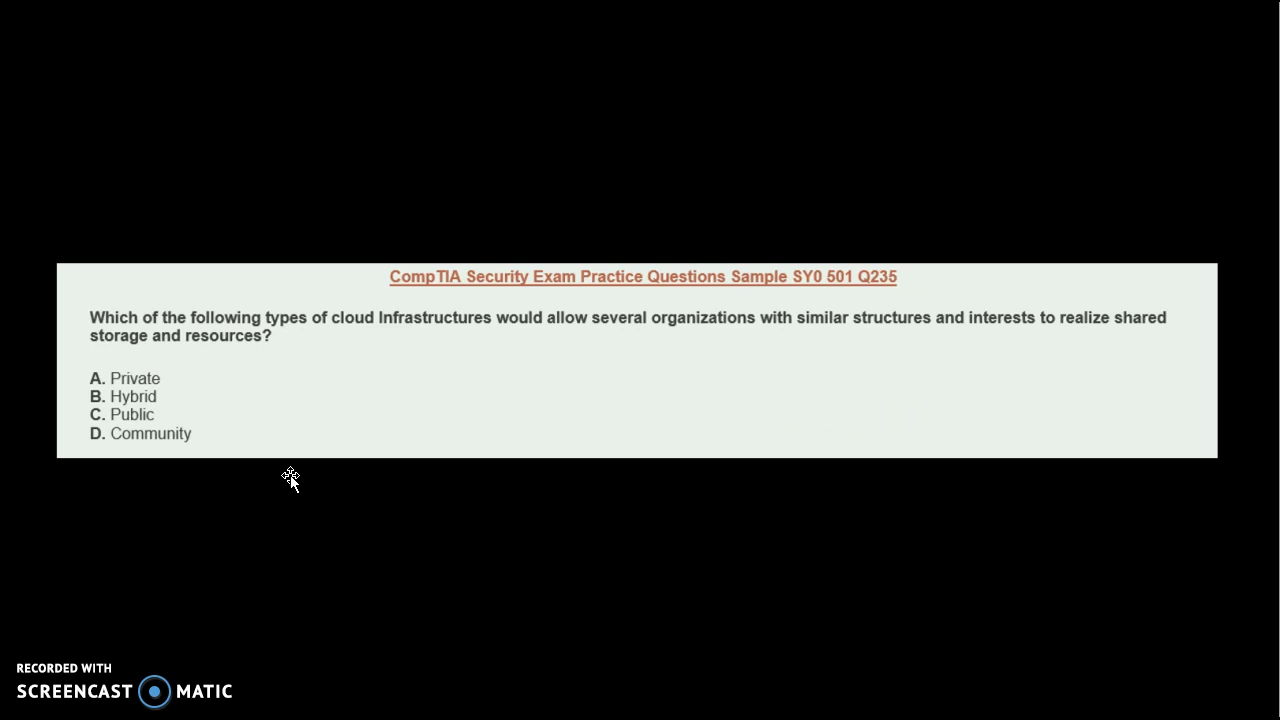 CompTIA Security Exam Practice Questions Sample SY0 501 Q235
Which of the following types of cloud Infrastructures would allow several organizations with similar structures and interests to realize shared
storage and resources?
A. Private
B. Hybrid
C. Public
D. Community
RECORDED WITH
SCREENCAST MATIC